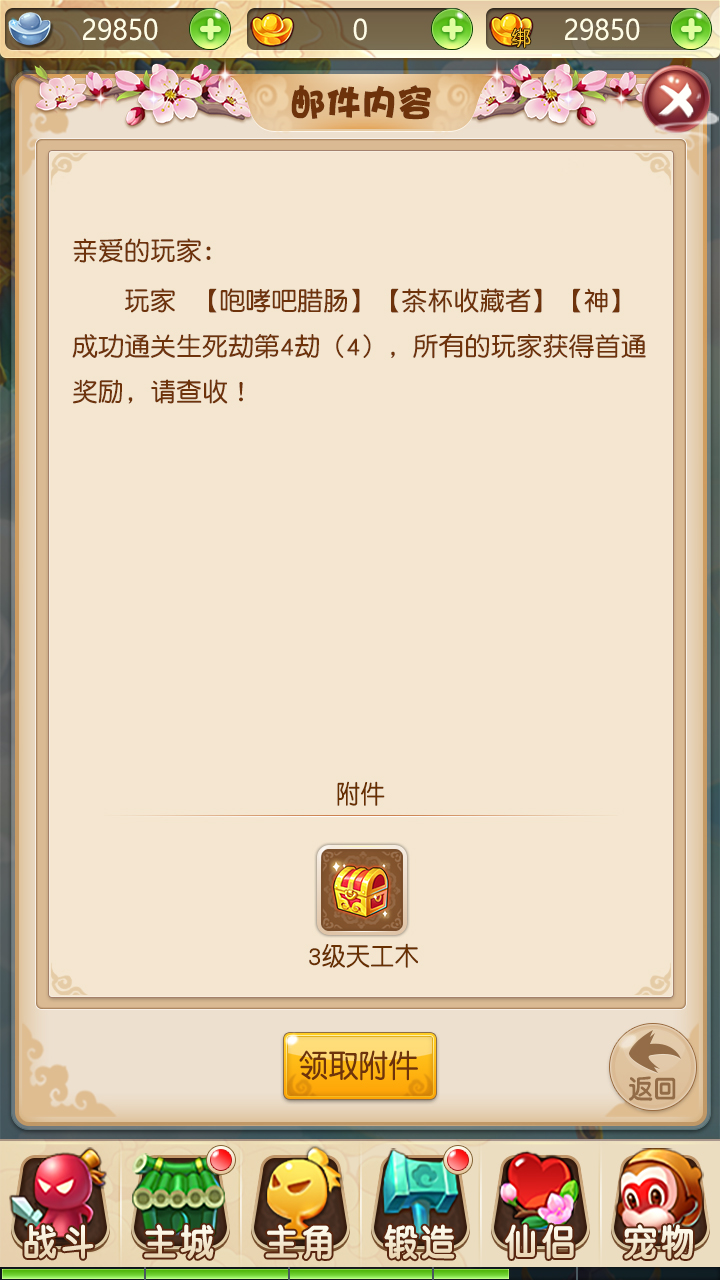 29850 0 绑 29850
邮件内容
亲爱的玩家：
玩家 【咆哮吧腊肠】【茶杯收藏者】【神】
成功通关生死劫第4劫（4），所有的玩家获得首通
奖励，请查收！
附件
3级天工木
领取附件
返回
战斗 主城 主角 锻造 仙侣 宠物